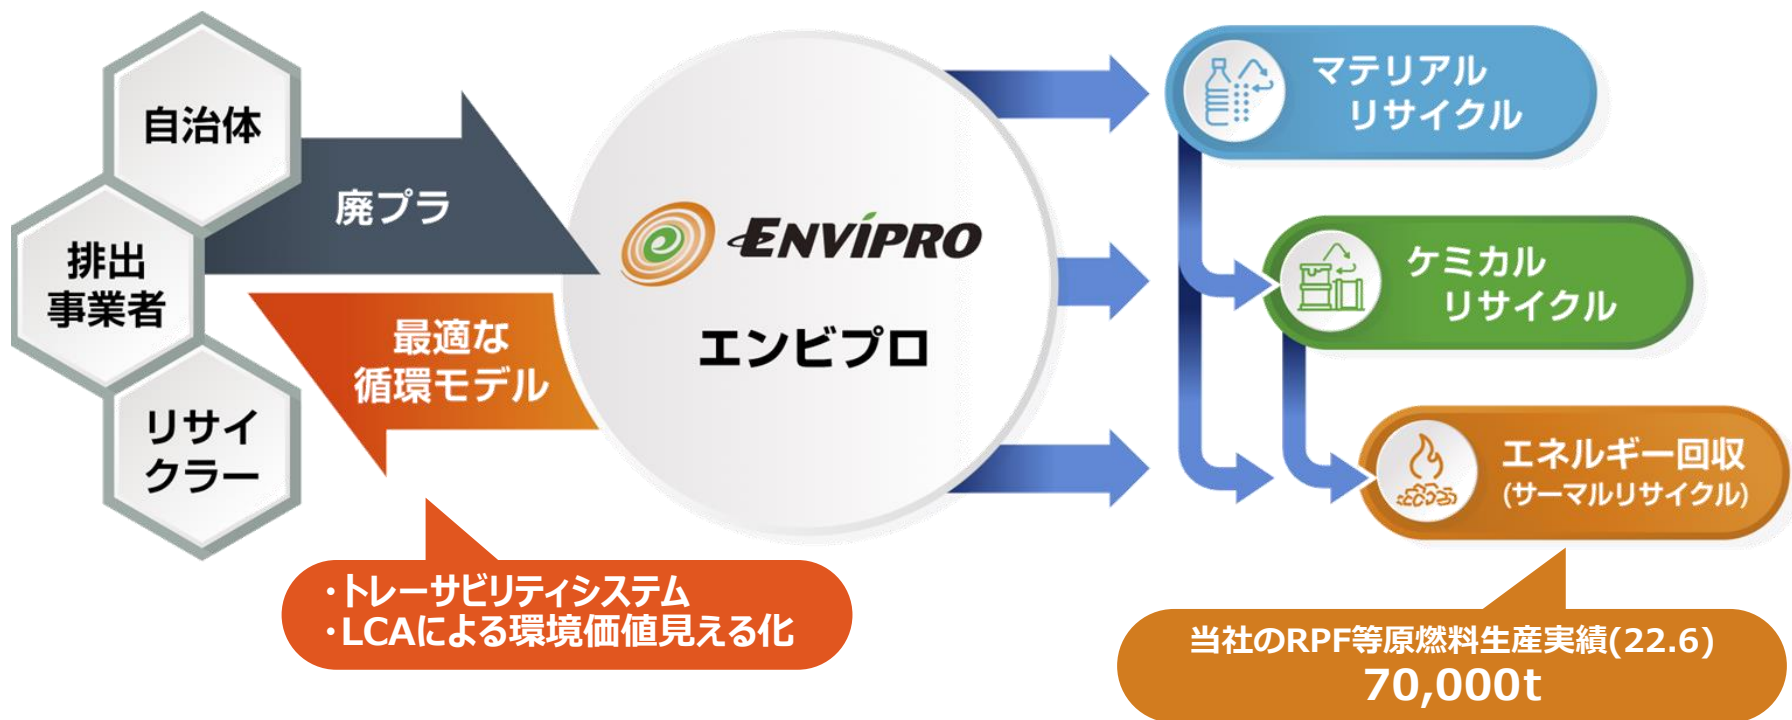 自治体
排出
事業者
リサイ
クラー
廃プラ
最適な
循環モデル
ENVIPRO
エンビプロ
マテリアル
リサイクル
ケミカル
リサイクル
エネルギー回収
(サーマルリサイクル)
・トレーサビリティシステム
・LCAによる環境価値見える化
当社のRPF等原燃料生産実績(22.6)
70,000t